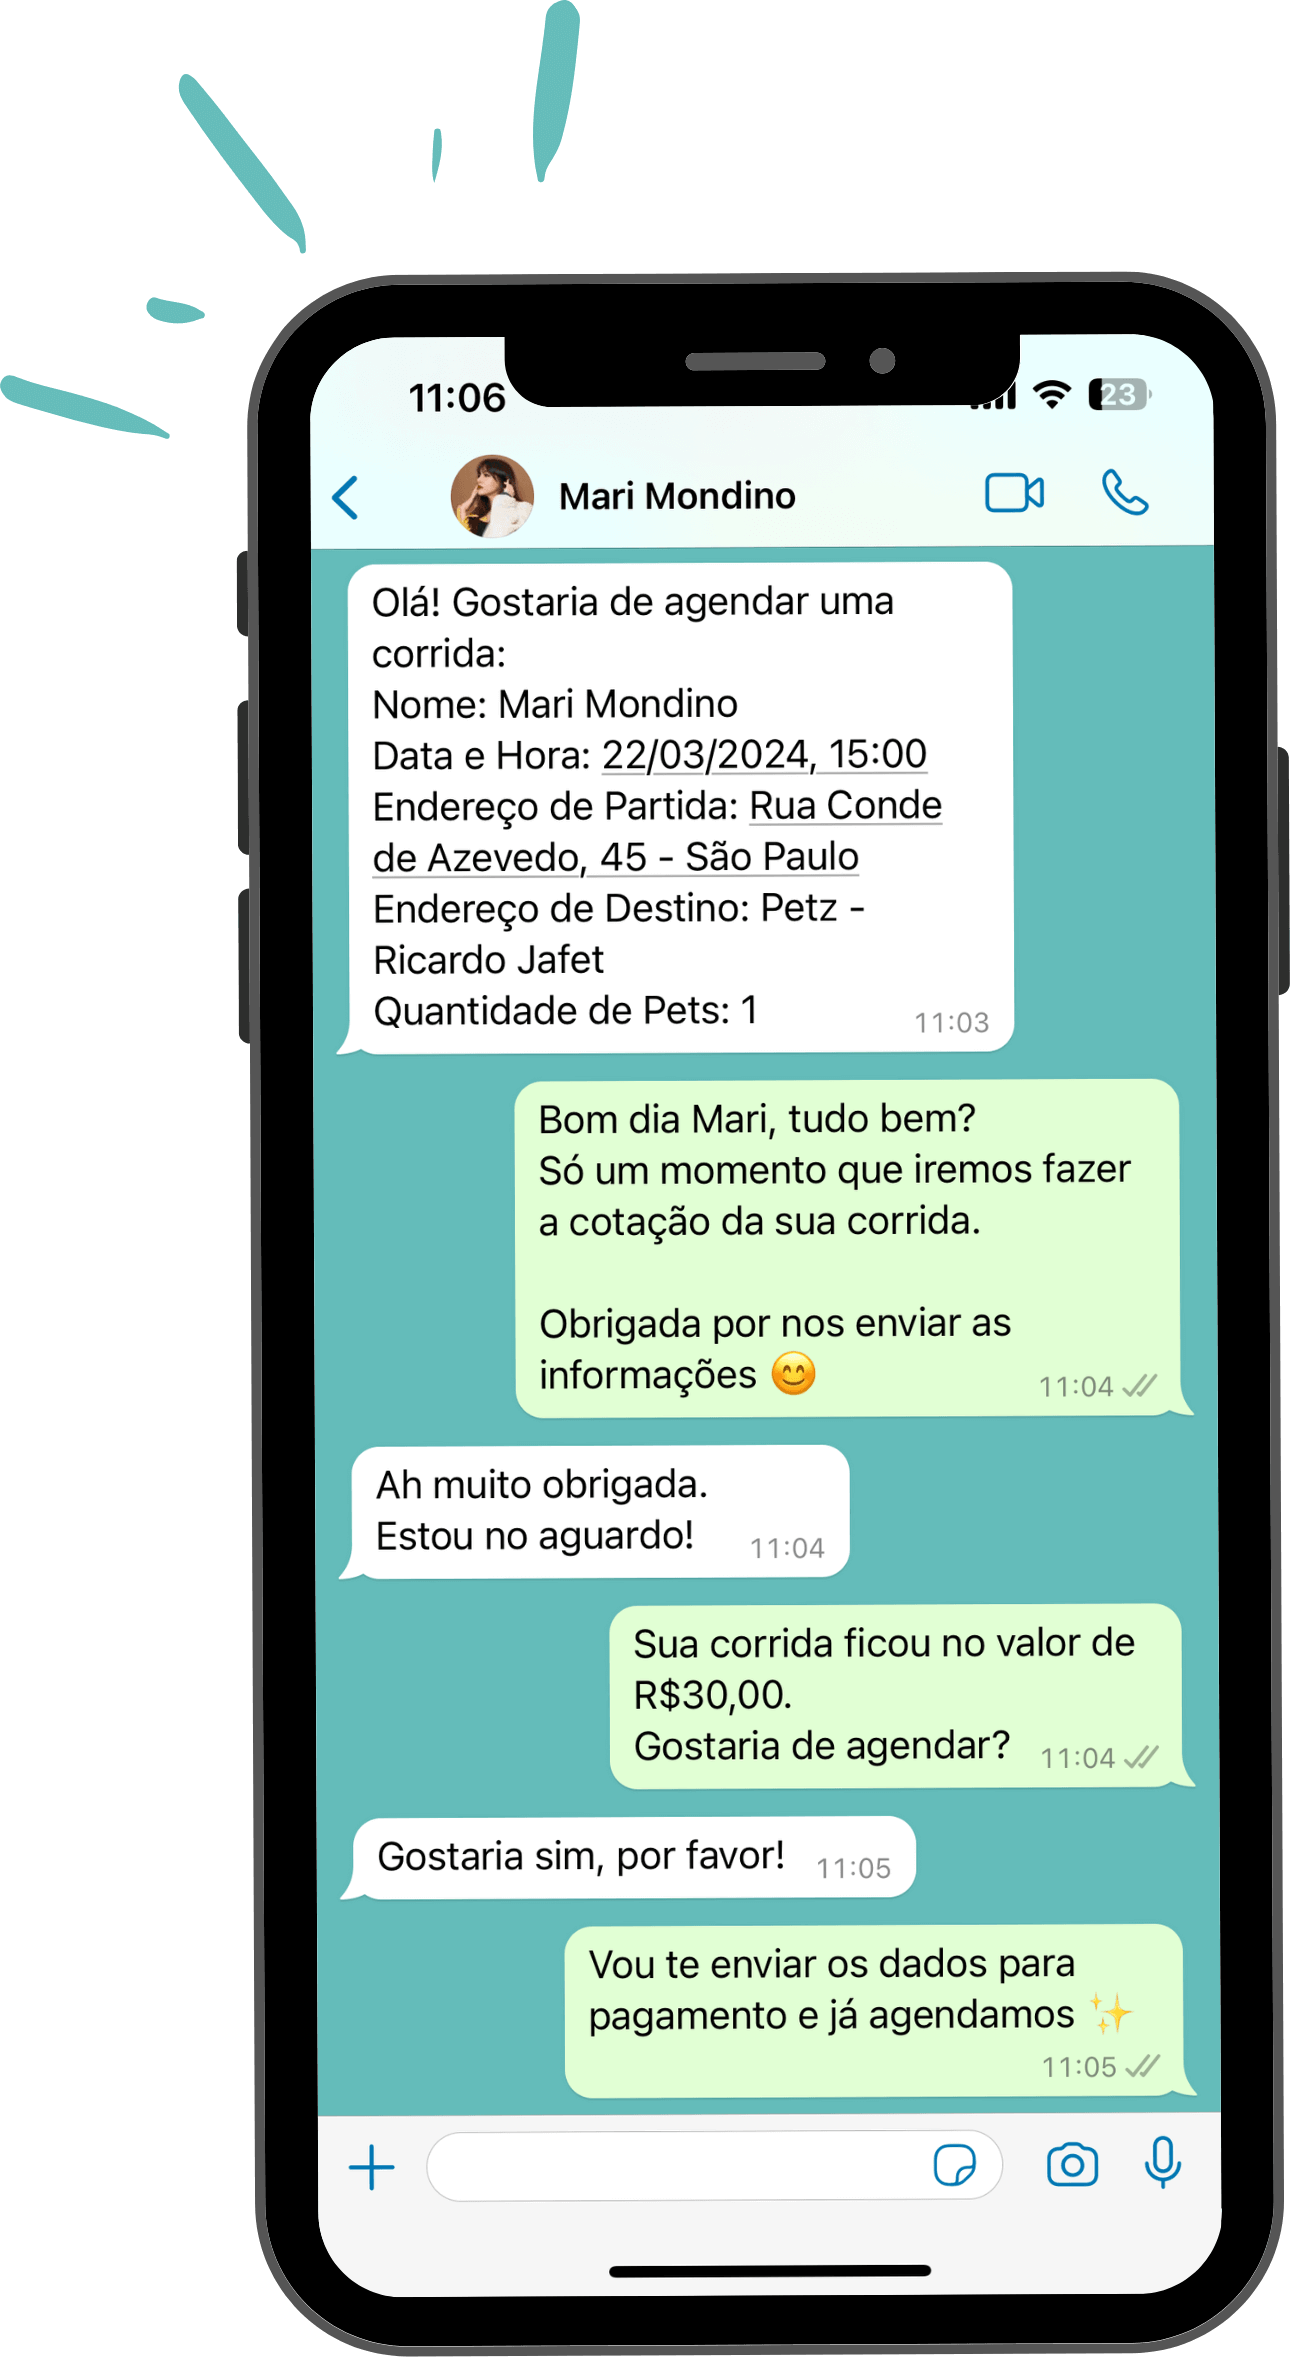 11:06
23
Mari Mondino
Olá! Gostaria de agendar uma
corrida:
Nome: Mari Mondino
Data e Hora: 22/03/2024, 15:00
Endereço de Partida: Rua Conde
de Azevedo, 45 - São Paulo
Endereço de Destino: Petz -
Ricardo Jafet
Quantidade de Pets: 1
11:03
Bom dia Mari, tudo bem?
Só um momento que iremos fazer
a cotação da sua corrida.
Obrigada por nos enviar as
informações 😊
11:04
Ah muito obrigada.
Estou no aguardo!
11:04
Sua corrida ficou no valor de
R$30,00.
Gostaria de agendar?
11:04
Gostaria sim, por favor!
11:05
Vou te enviar os dados para
pagamento e já agendamos ✨
11:05